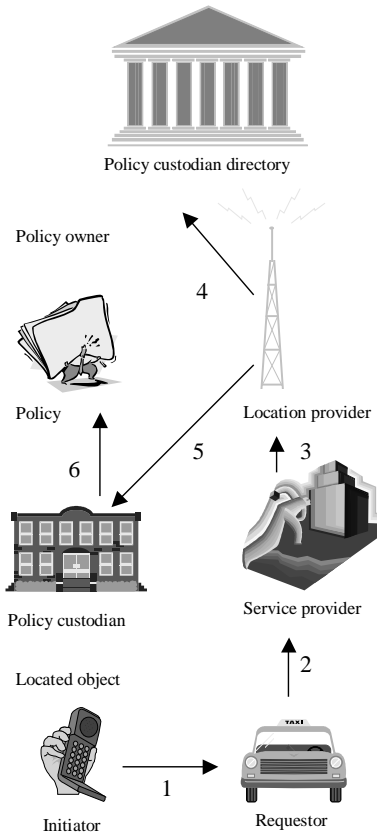 Policy custodian directory
Policy owner
4
Policy
Location provider
6
5
3
Policy custodian
Service provider
2
Located object
TAXI
1
Initiator
Requestor